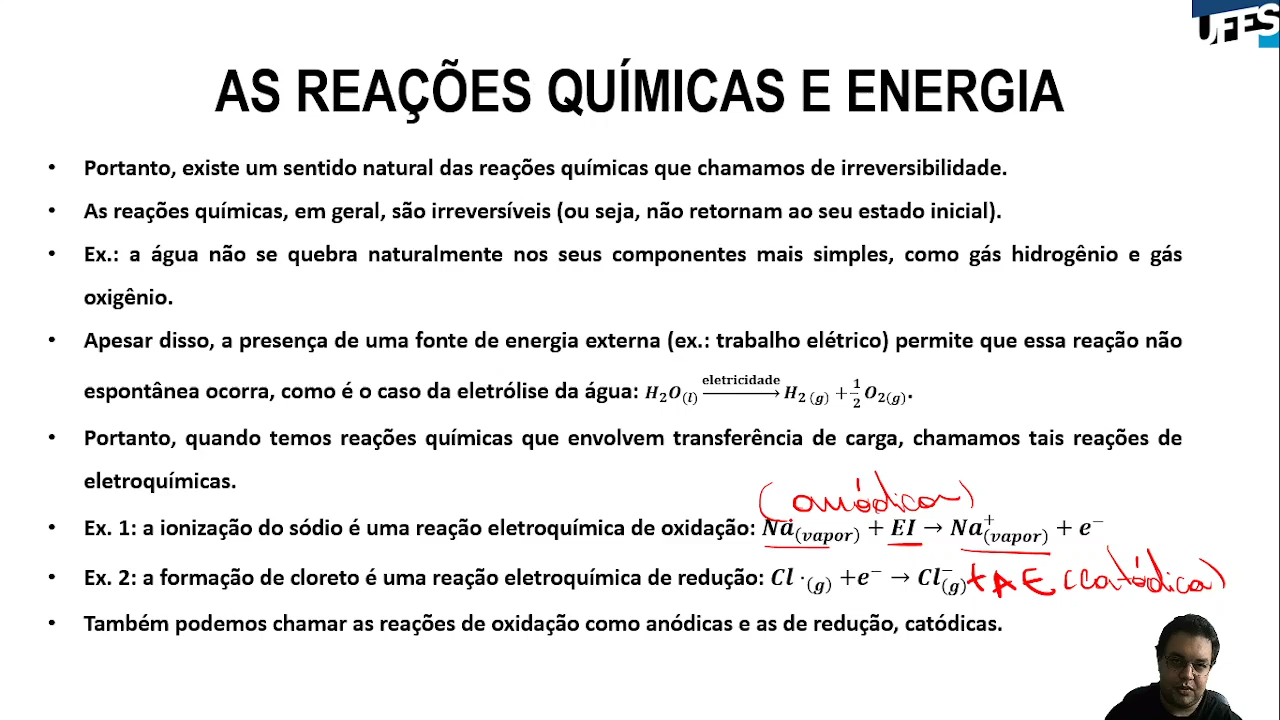 UFES
AS REAÇÕES QUÍMICAS E ENERGIA
• Portanto, existe um sentido natural das reações químicas que chamamos de irreversibilidade.
• As reações químicas, em geral, são irreversíveis (ou seja, não retornam ao seu estado inicial).
• Ex.: a água não se quebra naturalmente nos seus componentes mais simples, como gás hidrogênio e gás
oxigênio.
• Apesar disso, a presença de uma fonte de energia externa (ex.: trabalho elétrico) permite que essa reação não
espontânea ocorra, como é o caso da eletrólise da água: H₂O₍l₎ eletricidade→ H₂ (g) + 1/2 O₂(g).
• Portanto, quando temos reações químicas que envolvem transferência de carga, chamamos tais reações de
eletroquímicas.
(anódica)
• Ex. 1: a ionização do sódio é uma reação eletroquímica de oxidação: Na(vapor) + EI → Na⁺(vapor) + e⁻
• Ex. 2: a formação de cloreto é uma reação eletroquímica de redução: Cl ·(g) +e⁻ → Cl⁻(g) + AE (catódica)
• Também podemos chamar as reações de oxidação como anódicas e as de redução, catódicas.